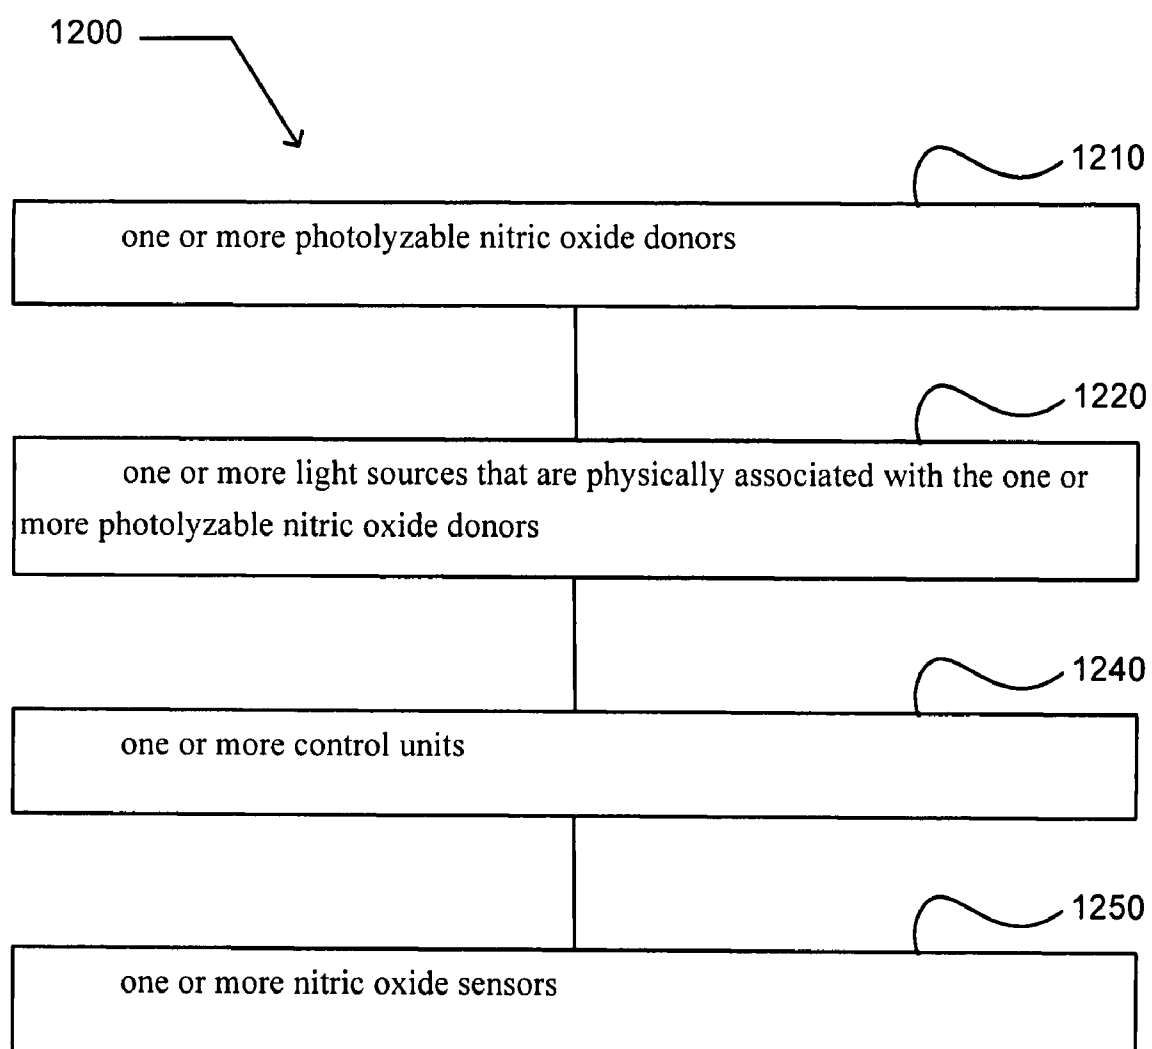 1200
1210
one or more photolyzable nitric oxide donors
1220
one or more light sources that are physically associated with the one or
more photolyzable nitric oxide donors
1240
one or more control units
1250
one or more nitric oxide sensors